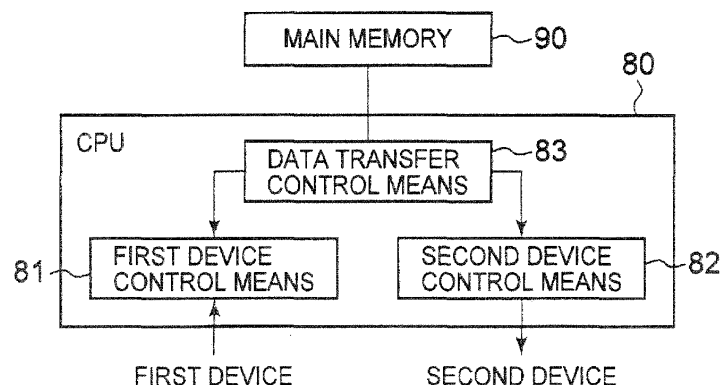 MAIN MEMORY
90
80
CPU
DATA TRANSFER
CONTROL MEANS
83
81
FIRST DEVICE
CONTROL MEANS
SECOND DEVICE
CONTROL MEANS
82
FIRST DEVICE
SECOND DEVICE